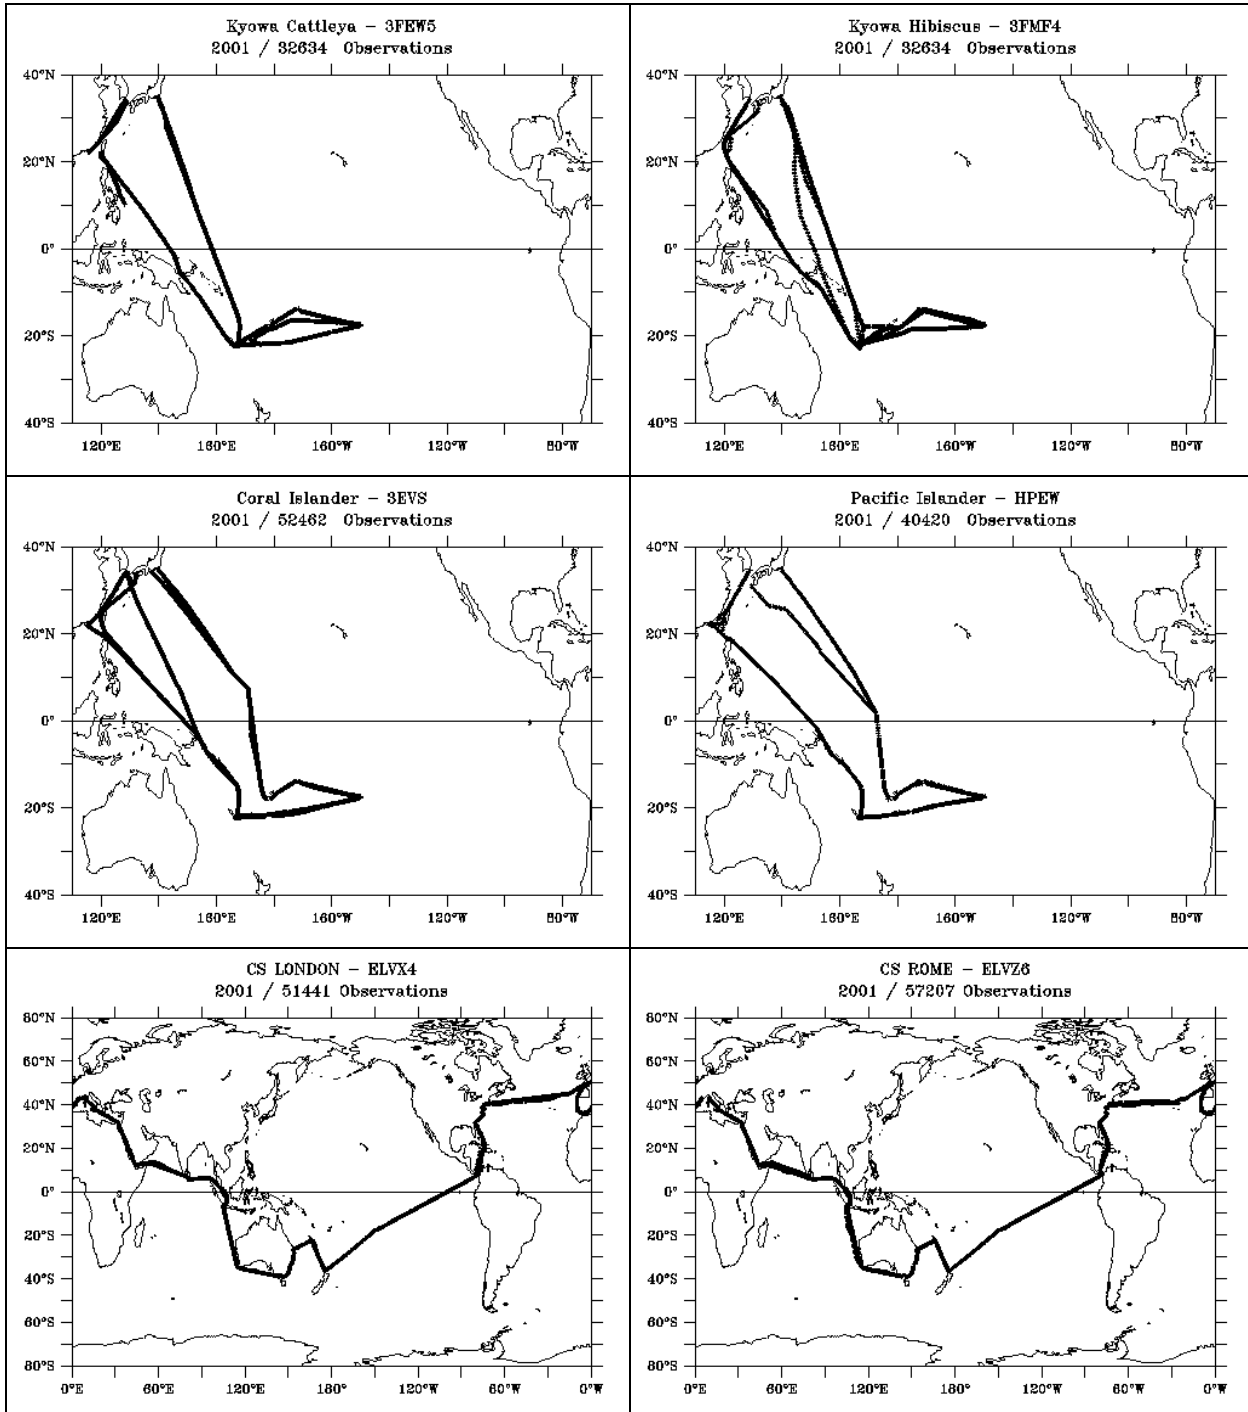 Kyowa Cattleya - 3FEW5
2001 / 32634 Observations
40°N
20°N
0°
20°S
40°S
120°E 160°E 160°W 80°W
Kyowa Hibiscus - 3FMF4
2001 / 32634 Observations
40°N
20°N
0°
20°S
40°S
120°E 160°E 160°W 120°W 80°W
Coral Islander - 3EVS
2001 / 52462 Observations
40°N
20°N
0°
20°S
40°S
120°E 160°E 160°W 120°W 80°W
Pacific Islander - HPEW
2001 / 40420 Observations
40°N
20°N
0°
20°S
40°S
120°E 160°E 160°W 120°W 80°W
CS LONDON - ELVX4
2001 / 51441 Observations
80°N
60°N
40°N
20°N
0°
20°S
40°S
60°S
80°S
0°E 60°E 120°E 180°E 120°W 60°W 0°W
CS ROME - ELVZ6
2001 / 57207 Observations
80°N
60°N
40°N
20°N
0°
20°S
40°S
60°S
80°S
0°E 60°E 120°E 180°E 120°W 60°W 0°W